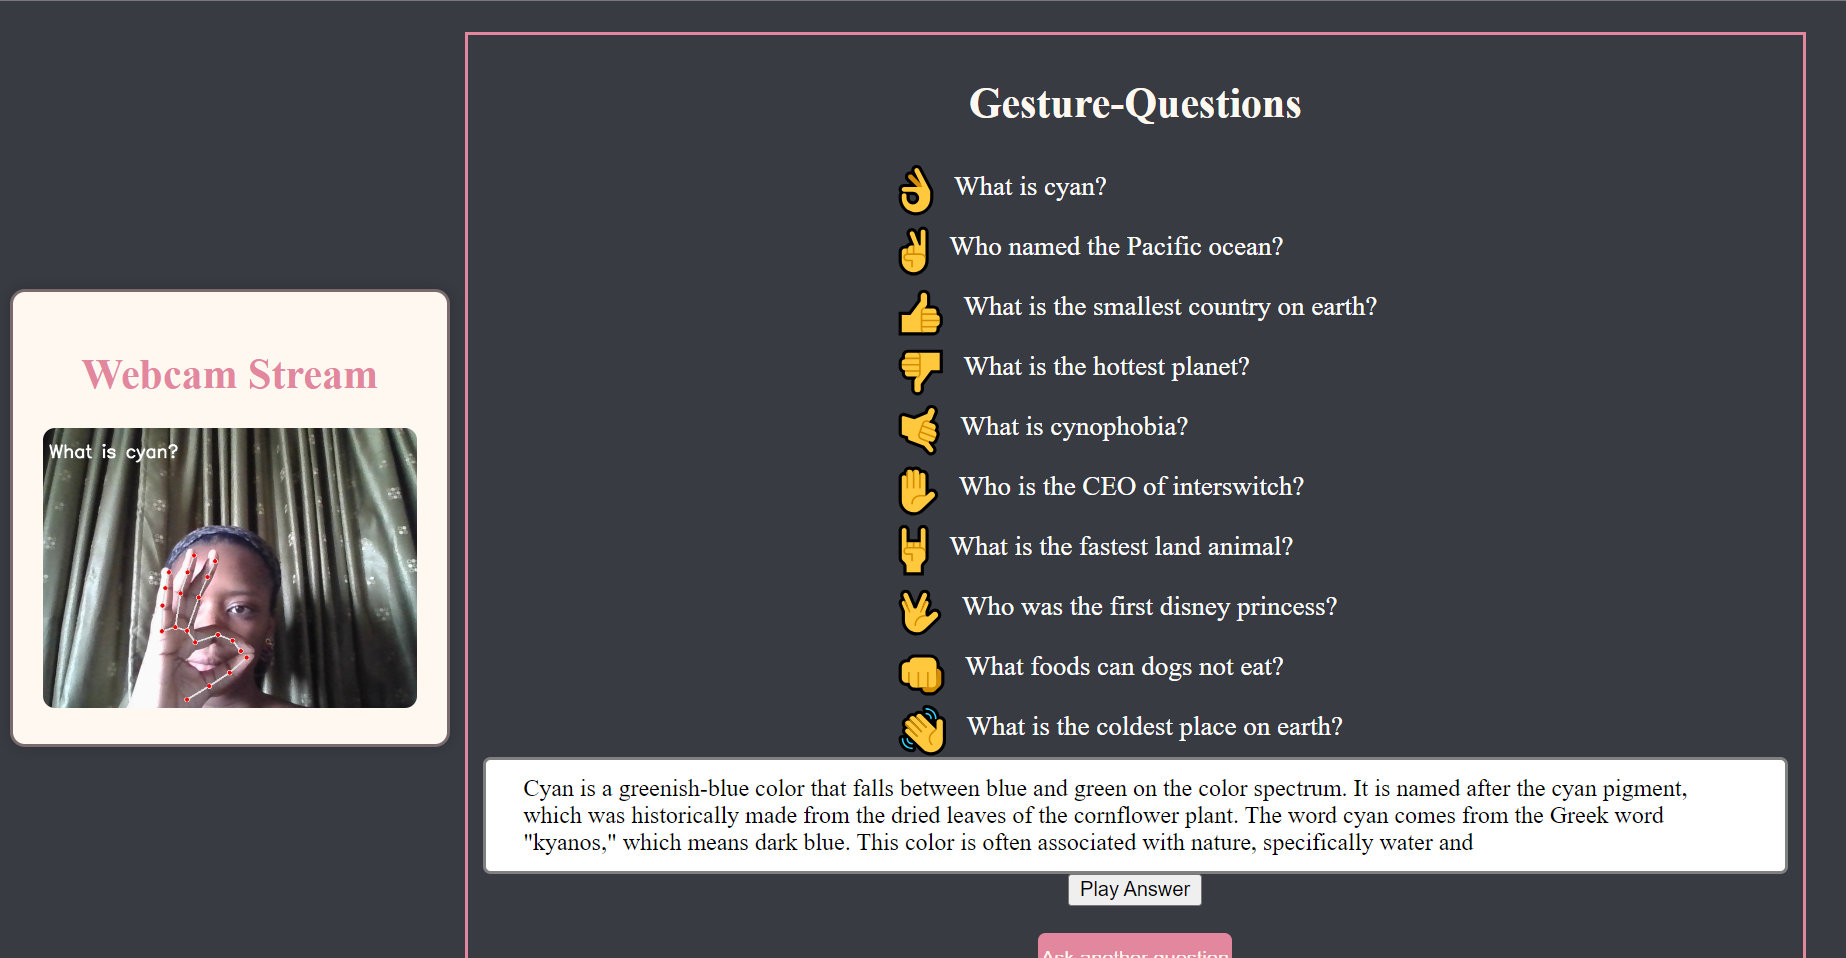 Gesture-Questions
What is cyan?
Who named the Pacific ocean?
What is the smallest country on earth?
What is the hottest planet?
What is cynophobia?
Who is the CEO of interswitch?
What is the fastest land animal?
Who was the first disney princess?
What foods can dogs not eat?
What is the coldest place on earth?
Webcam Stream
What is cyan?
Cyan is a greenish-blue color that falls between blue and green on the color spectrum. It is named after the cyan pigment,
which was historically made from the dried leaves of the cornflower plant. The word cyan comes from the Greek word
"kyanos," which means dark blue. This color is often associated with nature, specifically water and
Play Answer
Ask another question